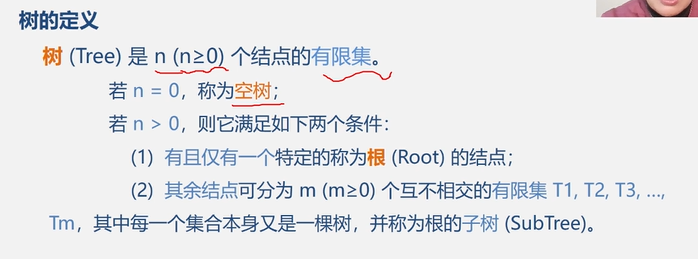 树的定义
树 (Tree) 是 n (n≥0) 个结点的有限集。
若 n = 0，称为空树；
若 n > 0，则它满足如下两个条件：
(1) 有且仅有一个特定的称为根 (Root) 的结点；
(2) 其余结点可分为 m (m≥0) 个互不相交的有限集 T1, T2, T3, …,
Tm，其中每一个集合本身又是一棵树，并称为根的子树 (SubTree)。